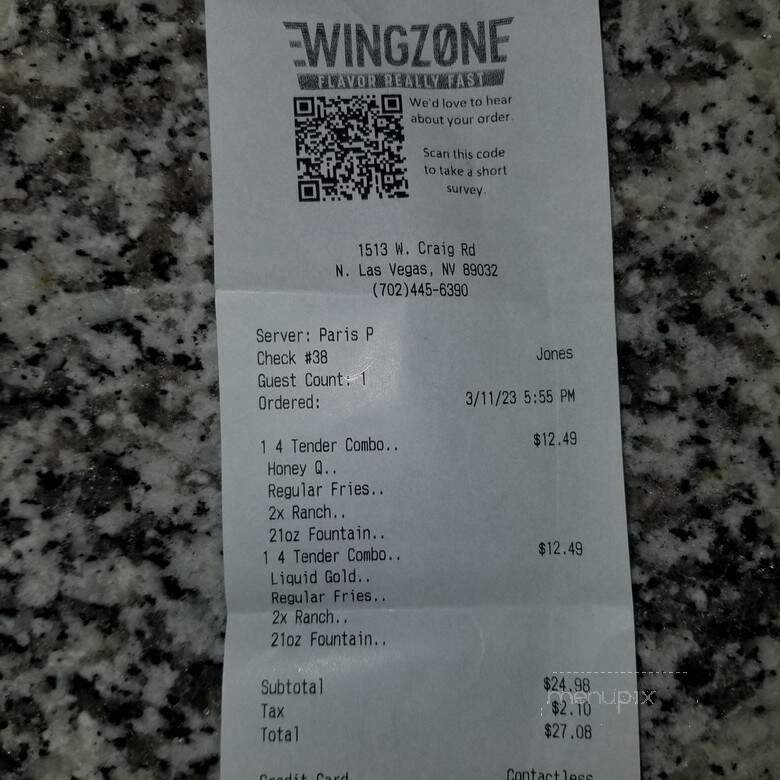 WINGZONE
FLAVOR REALLY FAST
We'd love to hear
about your order.
Scan this code
to take a short
survey.
1513 W. Craig Rd
N. Las Vegas, NV 89032
(702)445-6390
Server: Paris P
Check #38 Jones
Guest Count: 1
Ordered: 3/11/23 5:55 PM
1 4 Tender Combo.. $12.49
Honey Q..
Regular Fries..
2x Ranch..
21oz Fountain..
1 4 Tender Combo.. $12.49
Liquid Gold..
Regular Fries..
2x Ranch..
21oz Fountain..
Subtotal $24.98
menupix
Tax $2.10
Total $27.08
Credit Card Contactless